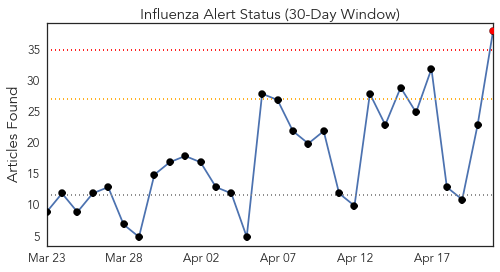 Influenza Alert Status (30-Day Window)
Articles Found
35
30
25
20
15
10
5
Mar 23
Mar 28
Apr 02
Apr 07
Apr 12
Apr 17